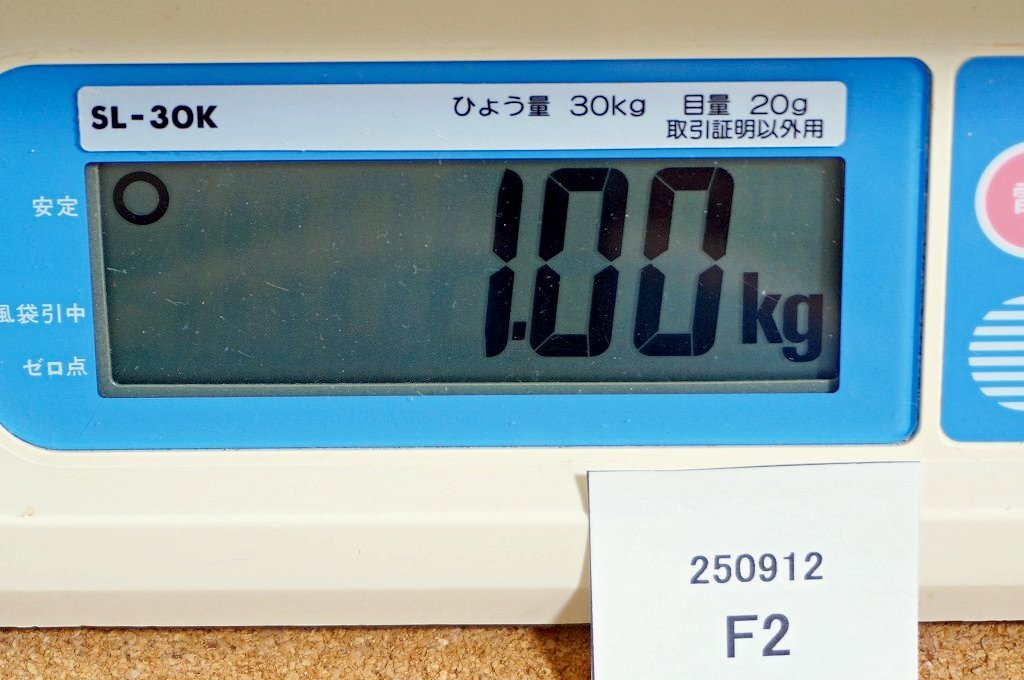 SL-30K
ひょう量 30kg 目量 20g
取引証明以外用
安定
1.00 kg
風袋引中
ゼロ点
250912
F2